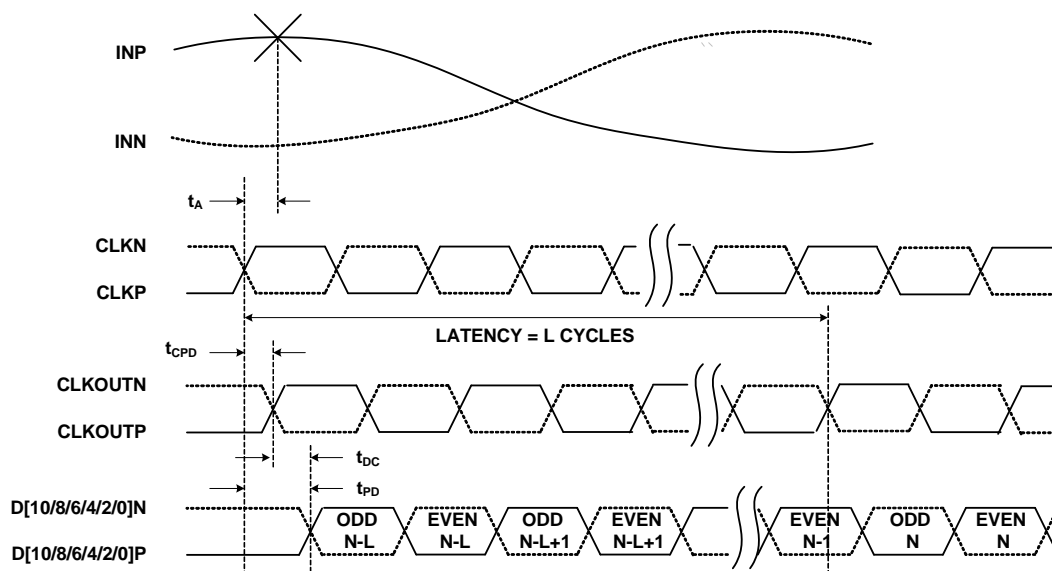 INP
INN
tA
CLKN
CLKP
LATENCY = L CYCLES
tCPD
CLKOUTN
CLKOUTP
tDC
tPD
D[10/8/6/4/2/0]N
D[10/8/6/4/2/0]P
ODD EVEN ODD EVEN EVEN ODD EVEN
N-L N-L N-L+1 N-L+1 N-1 N N